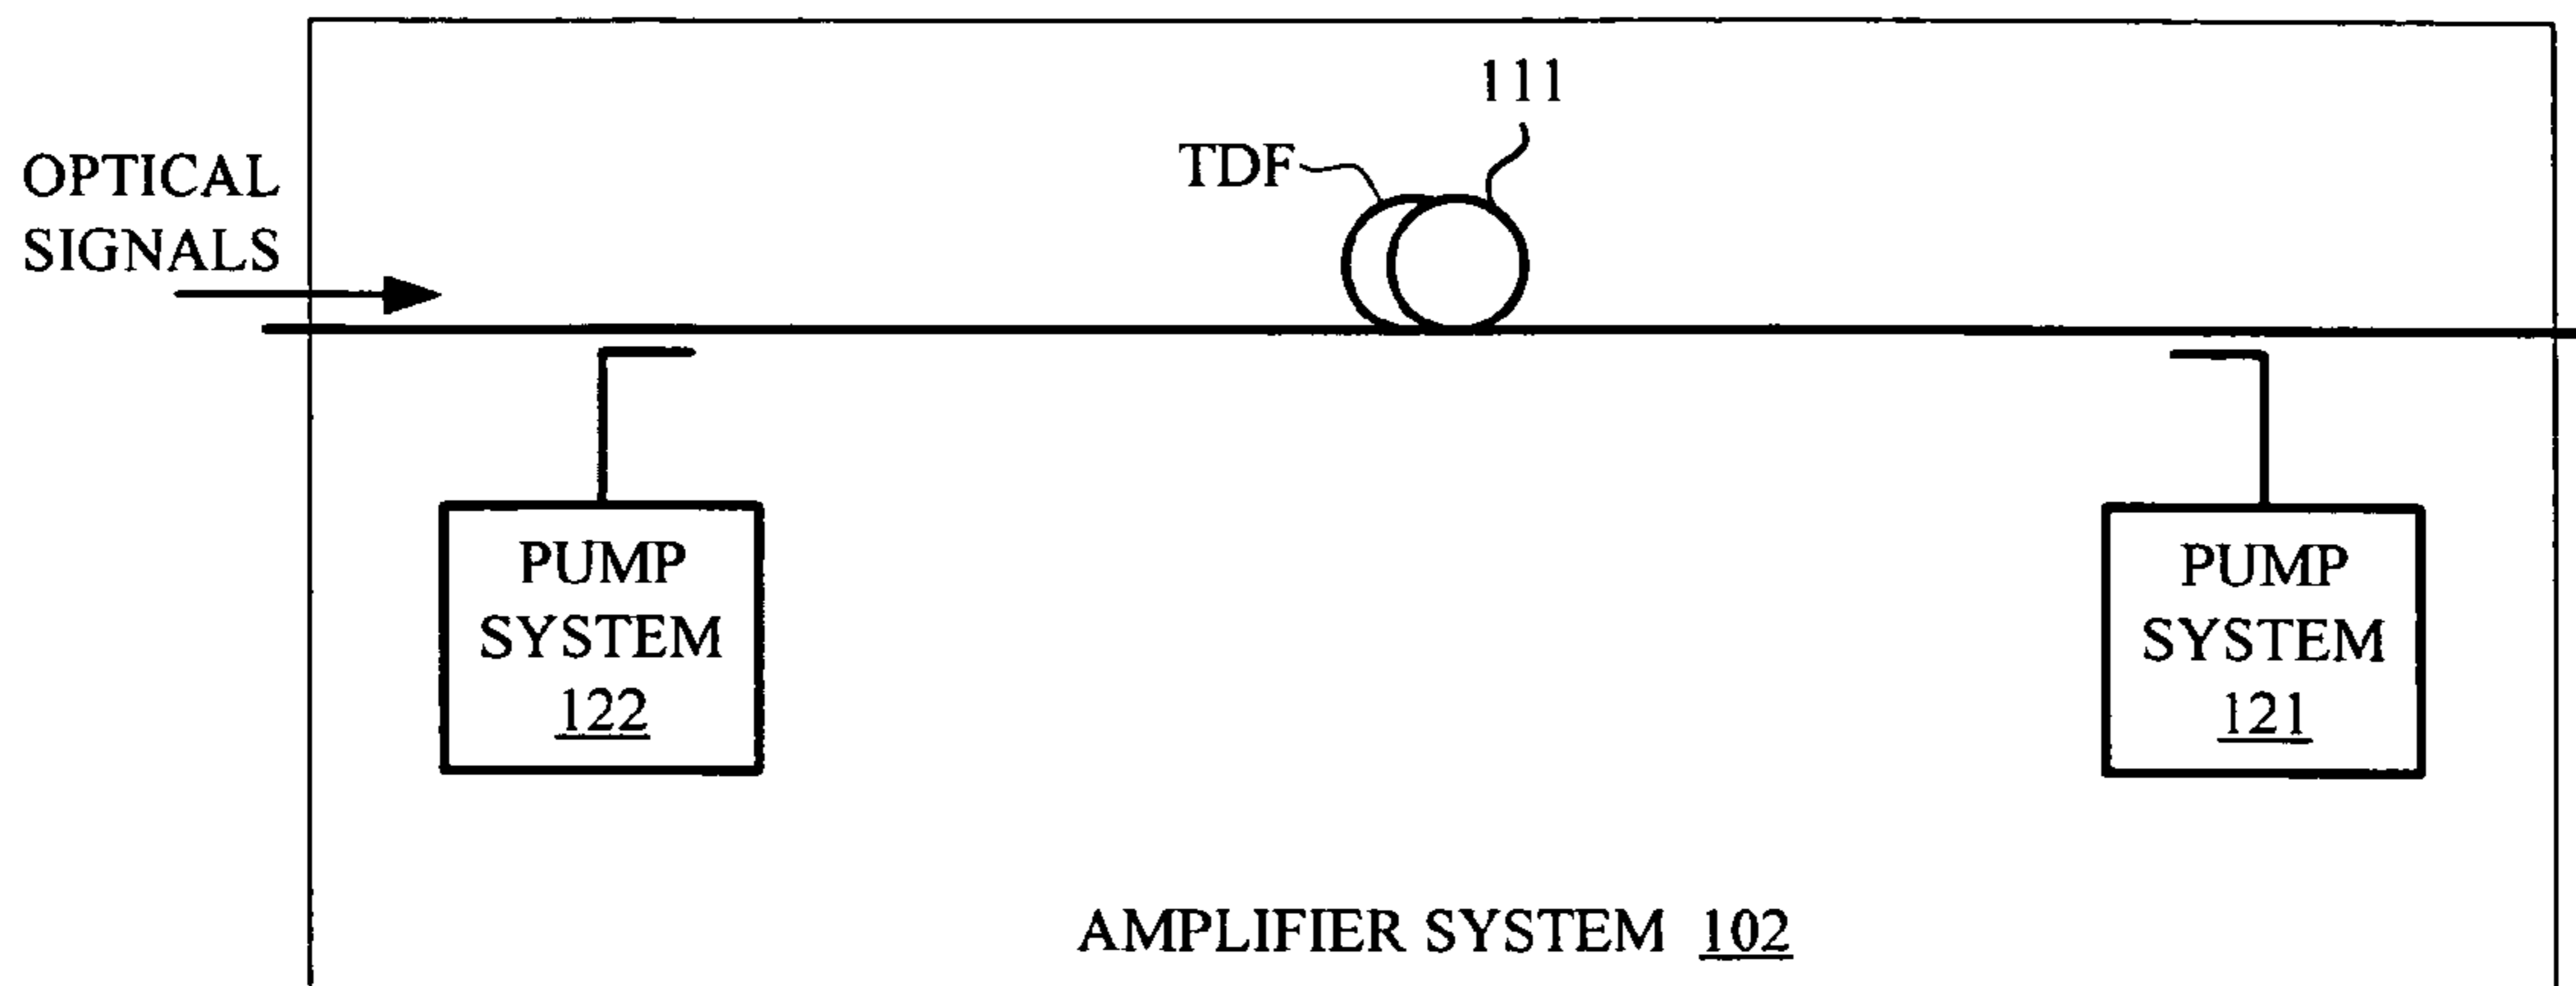 111
TDF
OPTICAL
SIGNALS
PUMP
SYSTEM
122
PUMP
SYSTEM
121
AMPLIFIER SYSTEM 102